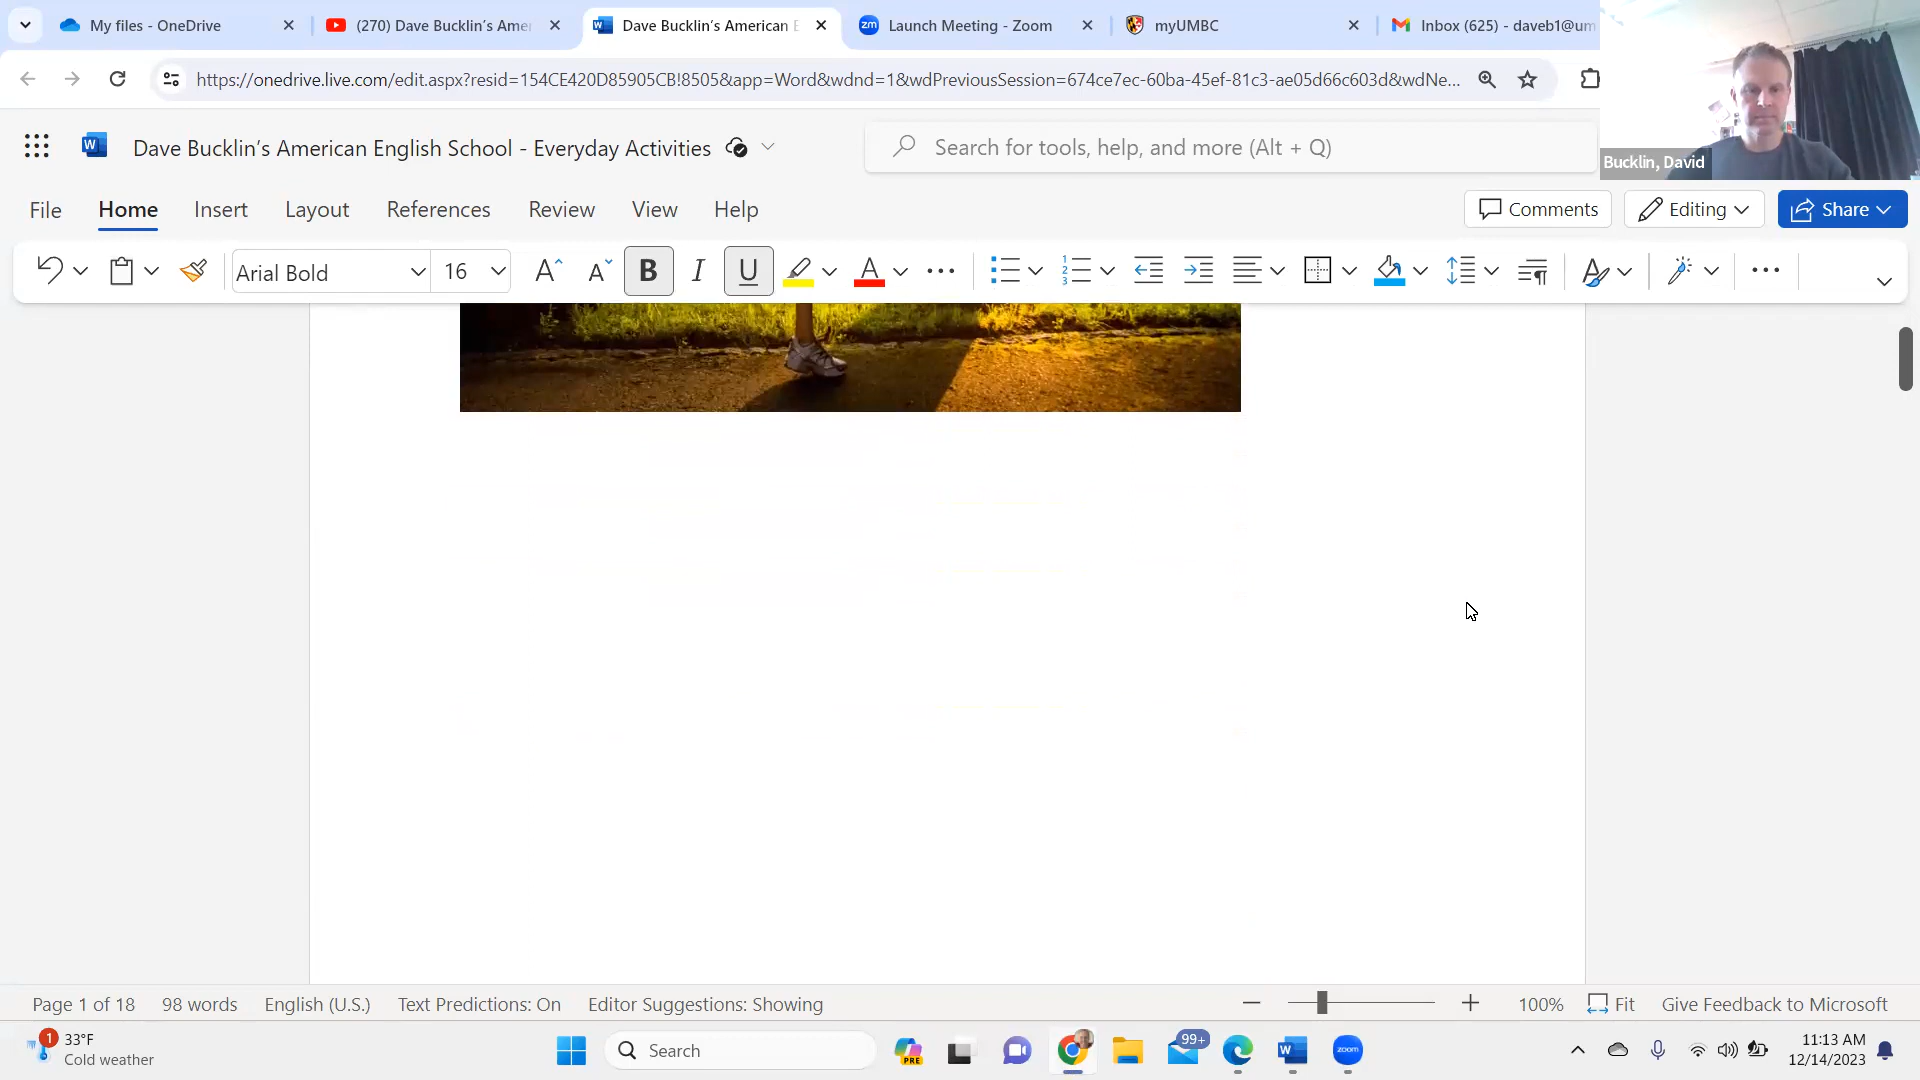 My files - OneDrive
(270) Dave Bucklin's Amer
Dave Bucklin's American E
zm Launch Meeting - Zoom
myUMBC
Inbox (625) - daveb1@um
https://onedrive.live.com/edit.aspx?resid=154CE420D85905CB!8505&app=Word&wdnd=1&wdPreviousSession=674ce7ec-60ba-45ef-81c3-ae05d66c603d&wdNe...
W Dave Bucklin's American English School - Everyday Activities
Search for tools, help, and more (Alt + Q)
Bucklin, David
File Home Insert Layout References Review View Help
Comments Editing Share
Arial Bold 16 A A B I U A
Page 1 of 18 98 words English (U.S.) Text Predictions: On Editor Suggestions: Showing
100% Fit Give Feedback to Microsoft
1 33°F
Cold weather
Search
PRE
99+
W
zoom
11:13 AM
12/14/2023